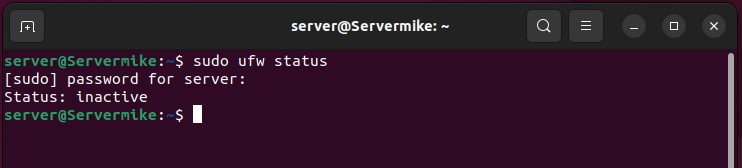 server@Servermike: ~
server@Servermike:~$ sudo ufw status
[sudo] password for server:
Status: inactive
server@Servermike:~$